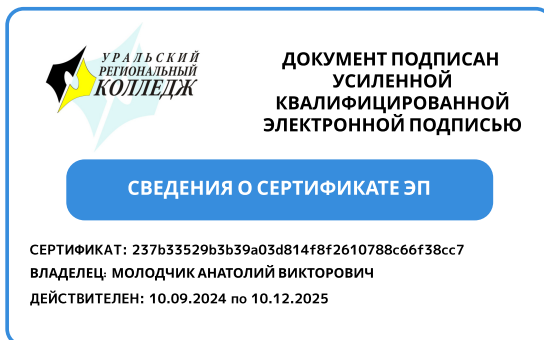 УРАЛЬСКИЙ
РЕГИОНАЛЬНЫЙ
КОЛЛЕДЖ
ДОКУМЕНТ ПОДПИСАН
УСИЛЕННОЙ
КВАЛИФИЦИРОВАННОЙ
ЭЛЕКТРОННОЙ ПОДПИСЬЮ
СВЕДЕНИЯ О СЕРТИФИКАТЕ ЭП
СЕРТИФИКАТ: 237b33529b3b39a03d814f8f2610788c66f38cc7
ВЛАДЕЛЕЦ: МОЛОДЧИК АНАТОЛИЙ ВИКТОРОВИЧ
ДЕЙСТВИТЕЛЕН: 10.09.2024 по 10.12.2025